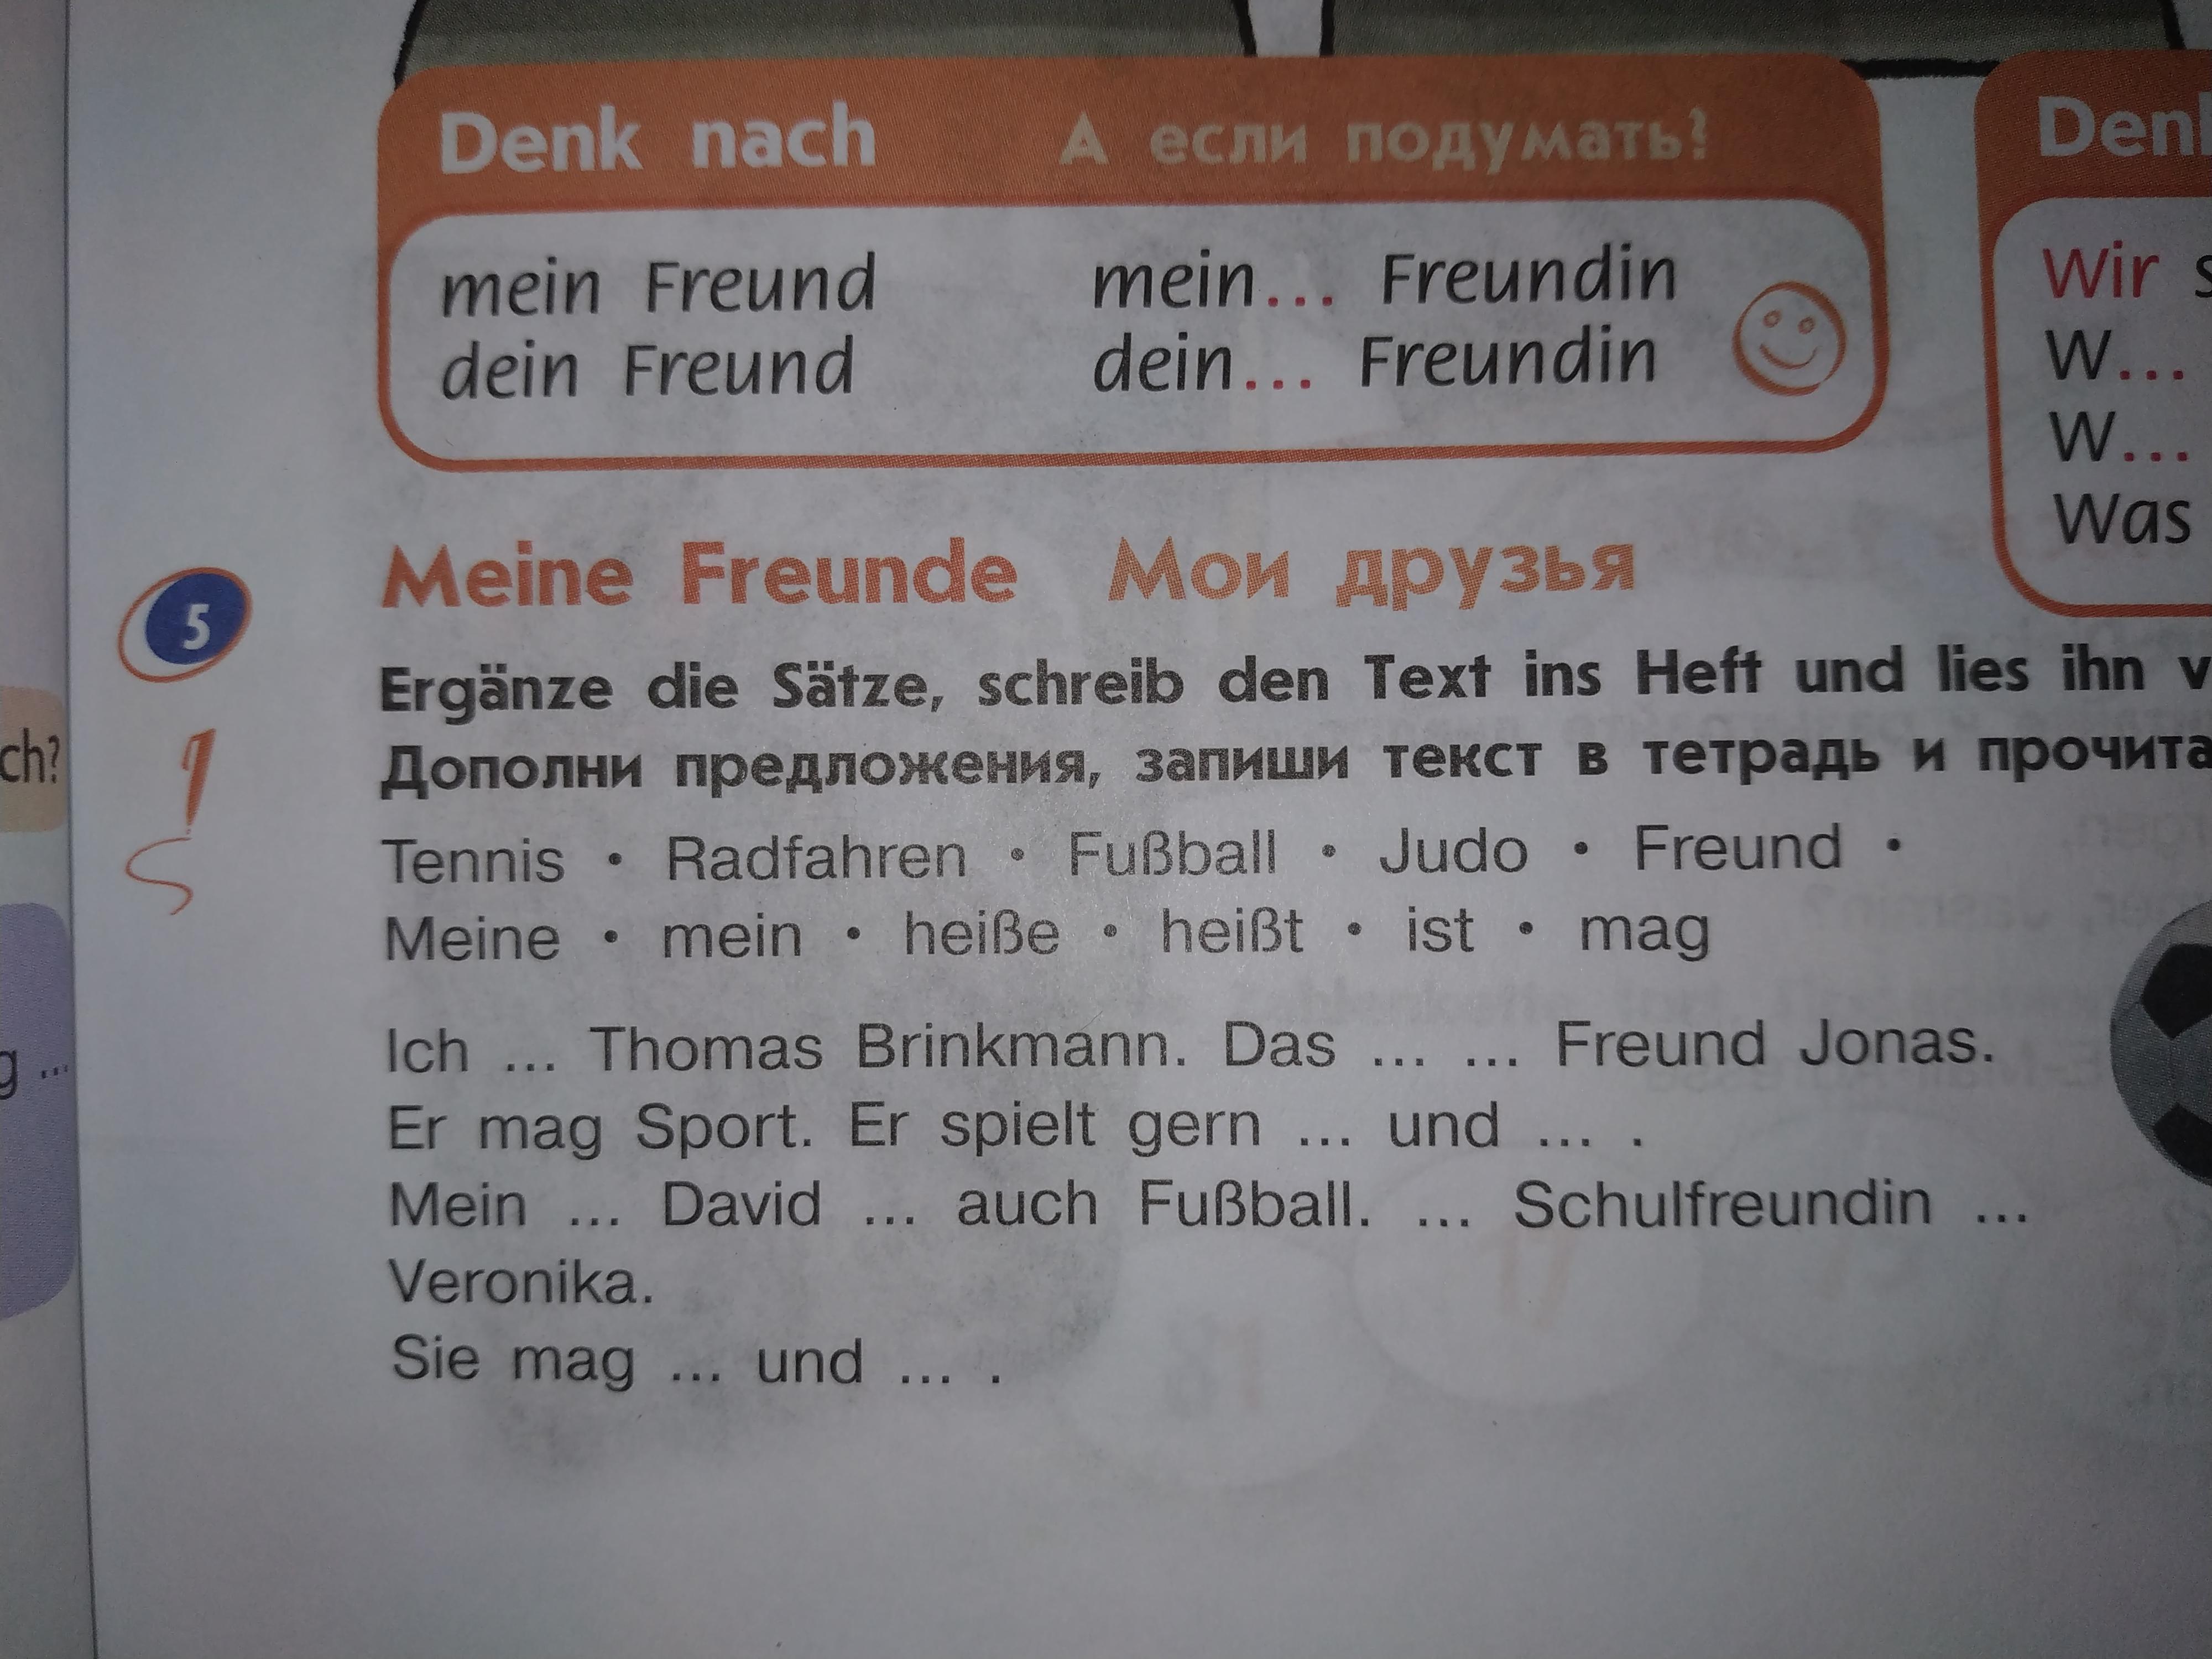 Denk nach А если подумать?
mein Freund mein... Freundin
dein Freund dein... Freundin
Wir
W...
W...
Was
5
Meine Freunde Мои друзья
Ergänze die Sätze, schreib den Text ins Heft und lies ihn v
Дополни предложения, запиши текст в тетрадь и прочита
Tennis • Radfahren • Fußball • Judo • Freund •
Meine • mein • heiße • heißt • ist • mag
Ich ... Thomas Brinkmann. Das ... ... Freund Jonas.
Er mag Sport. Er spielt gern ... und ... .
Mein ... David ... auch Fußball. ... Schulfreundin ...
Veronika.
Sie mag ... und ... .
ch?
g ...